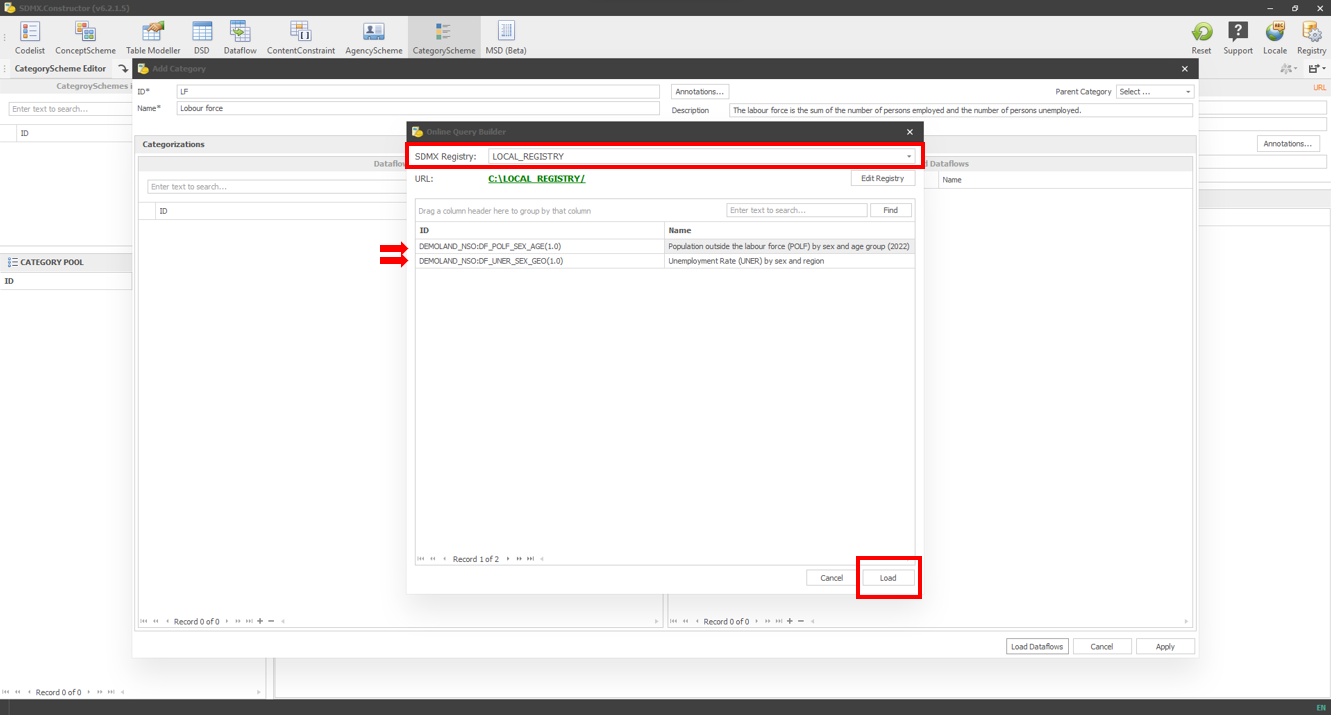 SDMX.Constructor (v6.2.1.5)
Codelist ConceptScheme Table Modeller DSD Dataflow ContentConstraint AgencyScheme CategoryScheme MSD (Beta) Reset Support Locale Registry
CategoryScheme Editor
Add Category
CategroySchemes
URL
ID* LF Annotations... Parent Category Select ...
Name* Labour force Description The labour force is the sum of the number of persons employed and the number of persons unemployed.
Enter text to search...
ID
Annotations...
Categorizations
Online Query Builder
SDMX Registry: LOCAL_REGISTRY
Dataflows
URL: C:\LOCAL_REGISTRY/ Edit Registry
Name
Enter text to search...
ID
Drag a column header here to group by that column Enter text to search... Find
ID Name
DEMOLAND_NSO:DF_POLF_SEX_AGE(1.0) Population outside the labour force (POLF) by sex and age group (2022)
DEMOLAND_NSO:DF_UNER_SEX_GEO(1.0) Unemployment Rate (UNER) by sex and region
CATEGORY POOL
ID
Record 1 of 2
Cancel Load
Record 0 of 0 Record 0 of 0
Load Dataflows Cancel Apply
Record 0 of 0
EN